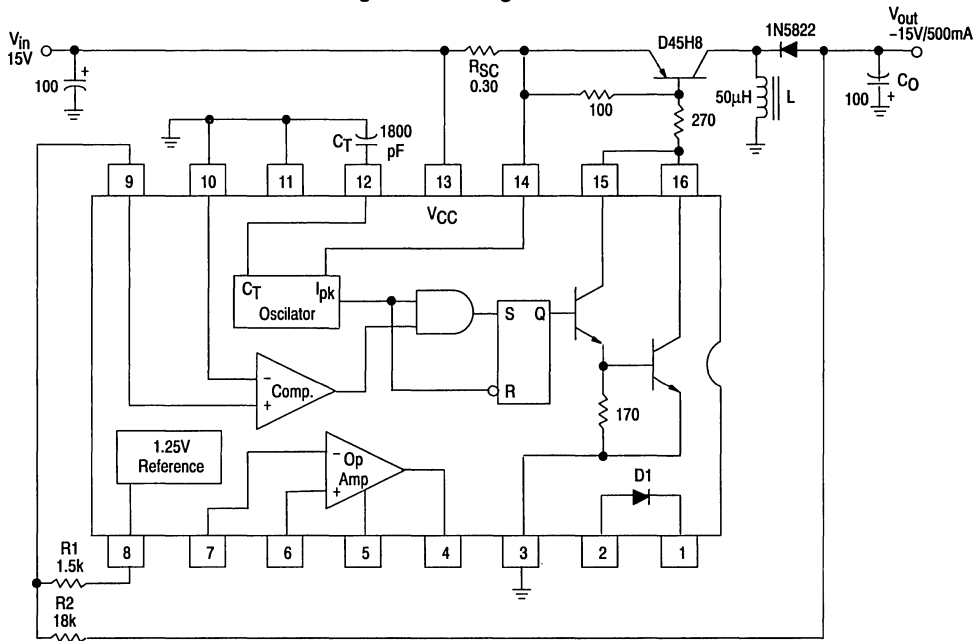 Vin
15V
100
+
RSC
0.30
D45H8
100
270
1N5822
50μH
L
Vout
–15V/500mA
100
CO
+
CT
1800
pF
9
10
11
12
13
14
15
16
VCC
CT
Ipk
Oscilator
S
Q
R
–
Comp.
+
170
1.25V
Reference
–
Op
Amp
+
D1
8
7
6
5
4
3
2
1
R1
1.5k
R2
18k